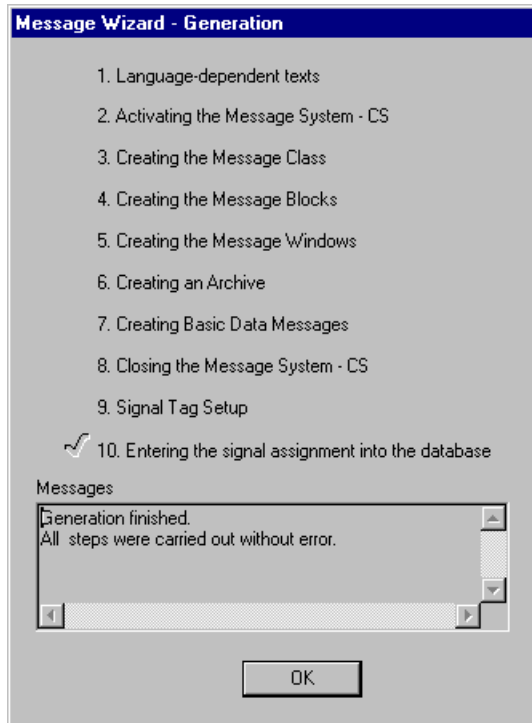 Message Wizard - Generation
1. Language-dependent texts
2. Activating the Message System - CS
3. Creating the Message Class
4. Creating the Message Blocks
5. Creating the Message Windows
6. Creating an Archive
7. Creating Basic Data Messages
8. Closing the Message System - CS
9. Signal Tag Setup
10. Entering the signal assignment into the database
Messages
Generation finished.
All steps were carried out without error.
OK